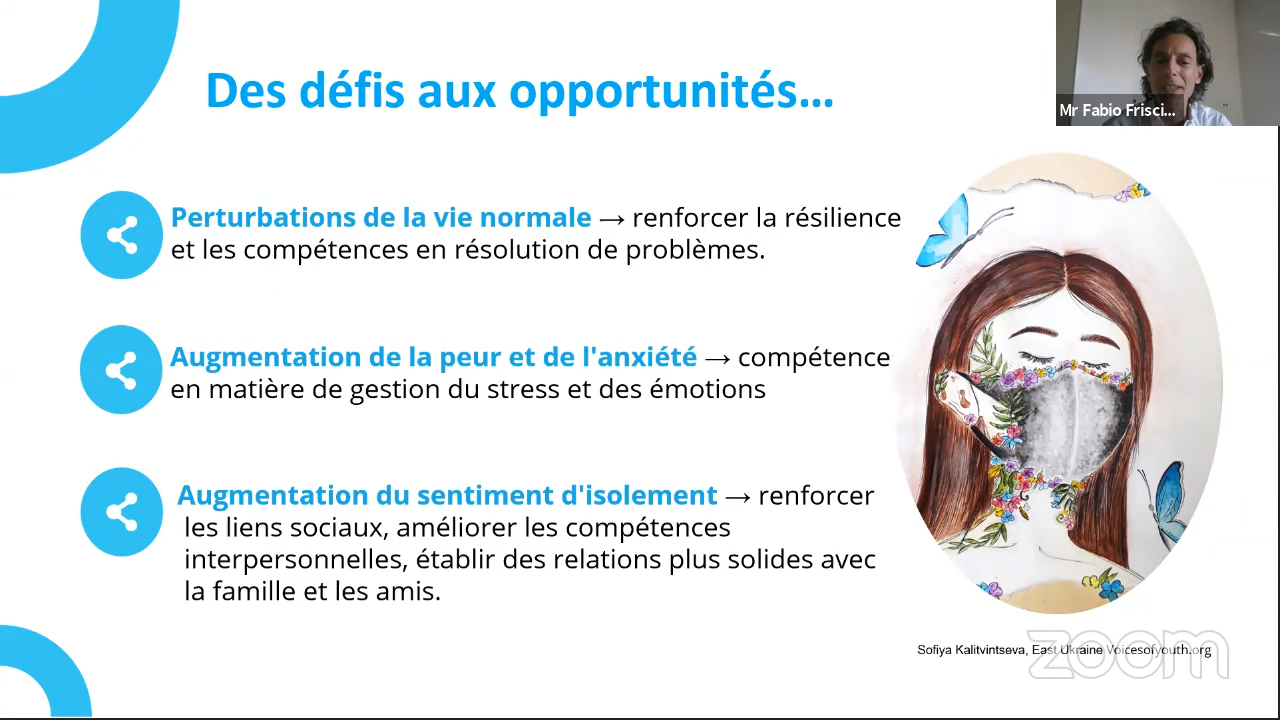 Des défis aux opportunités...
Mr Fabio Frisci...
Perturbations de la vie normale → renforcer la résilience
et les compétences en résolution de problèmes.
Augmentation de la peur et de l'anxiété → compétence
en matière de gestion du stress et des émotions
Augmentation du sentiment d'isolement → renforcer
les liens sociaux, améliorer les compétences
interpersonnelles, établir des relations plus solides avec
la famille et les amis.
Sofiya Kalitvintseva, East Ukraine Voicesofyouth.org
zoom